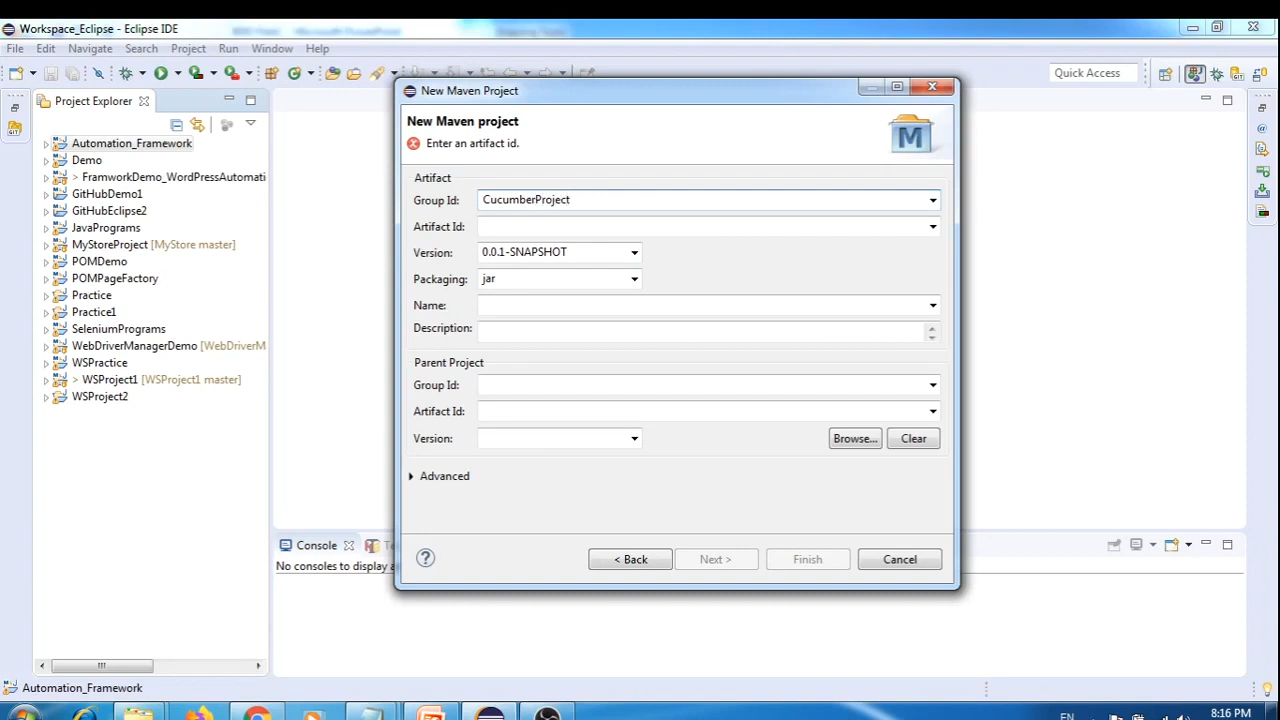 Workspace_Eclipse - Eclipse IDE
File Edit Navigate Search Project Run Window Help
Quick Access
Project Explorer
Automation_Framework
Demo
> FramworkDemo_WordPressAutomati
GitHubDemo1
GitHubEclipse2
JavaPrograms
MyStoreProject [MyStore master]
POMDemo
POMPageFactory
Practice
Practice1
SeleniumPrograms
WebDriverManagerDemo [WebDriverM
WSPractice
> WSProject1 [WSProject1 master]
WSProject2
New Maven Project
New Maven project
Enter an artifact id.
M
Artifact
Group Id: CucumberProject
Artifact Id:
Version: 0.0.1-SNAPSHOT
Packaging: jar
Name:
Description:
Parent Project
Group Id:
Artifact Id:
Version:
Browse... Clear
Advanced
? < Back Next > Finish Cancel
Console
No consoles to display a
Automation_Framework
EN 8:16 PM